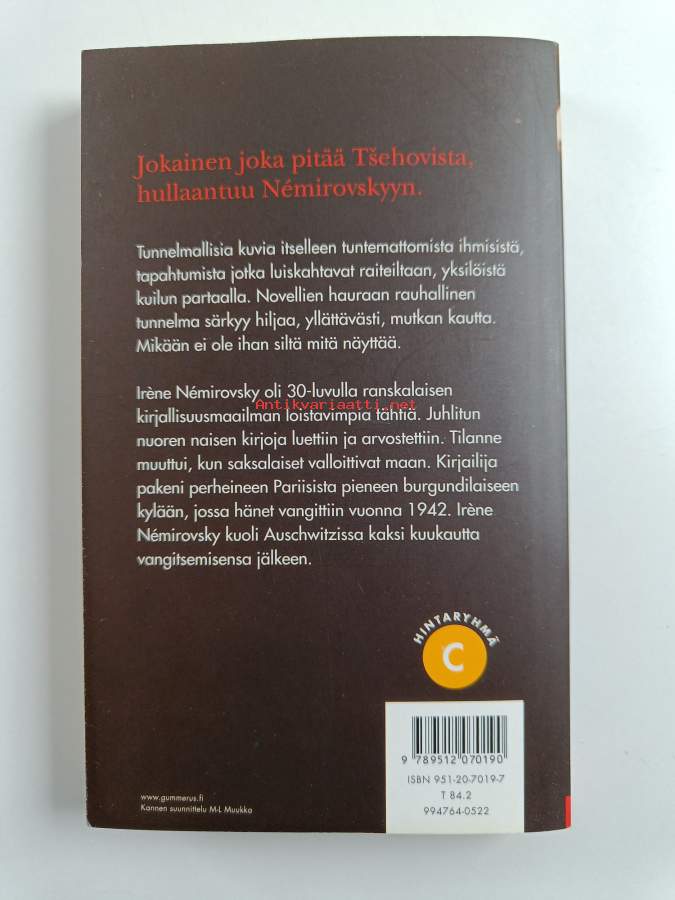 Jokainen joka pitää Tšehovista,
hullaantuu Némirovskyyn.
Tunnelmallisia kuvia itselleen tuntemattomista ihmisistä,
tapahtumista jotka luiskahtavat raiteiltaan, yksilöistä
kuilun partaalla. Novellien hauraan rauhallinen
tunnelma särkyy hiljaa, yllättävästi, mutkan kautta.
Mikään ei ole ihan siltä mitä näyttää.
Irène Némirovsky oli 30-luvulla ranskalaisen
Antikvariaatti.net
kirjallisuusmaailman loistavimpia tähtiä. Juhlitun
nuoren naisen kirjoja luettiin ja arvostettiin. Tilanne
muuttui, kun saksalaiset valloittivat maan. Kirjailija
pakeni perheineen Pariisista pieneen burgundilaiseen
kylään, jossa hänet vangittiin vuonna 1942. Irène
Némirovsky kuoli Auschwitzissa kaksi kuukautta
vangitsemisensa jälkeen.
HINTARYHMÄ
C
9 789512 070190
ISBN 951-20-7019-7
T 84.2
994764-0522
www.gummerus.fi
Kannen suunnittelu M-L Muukka